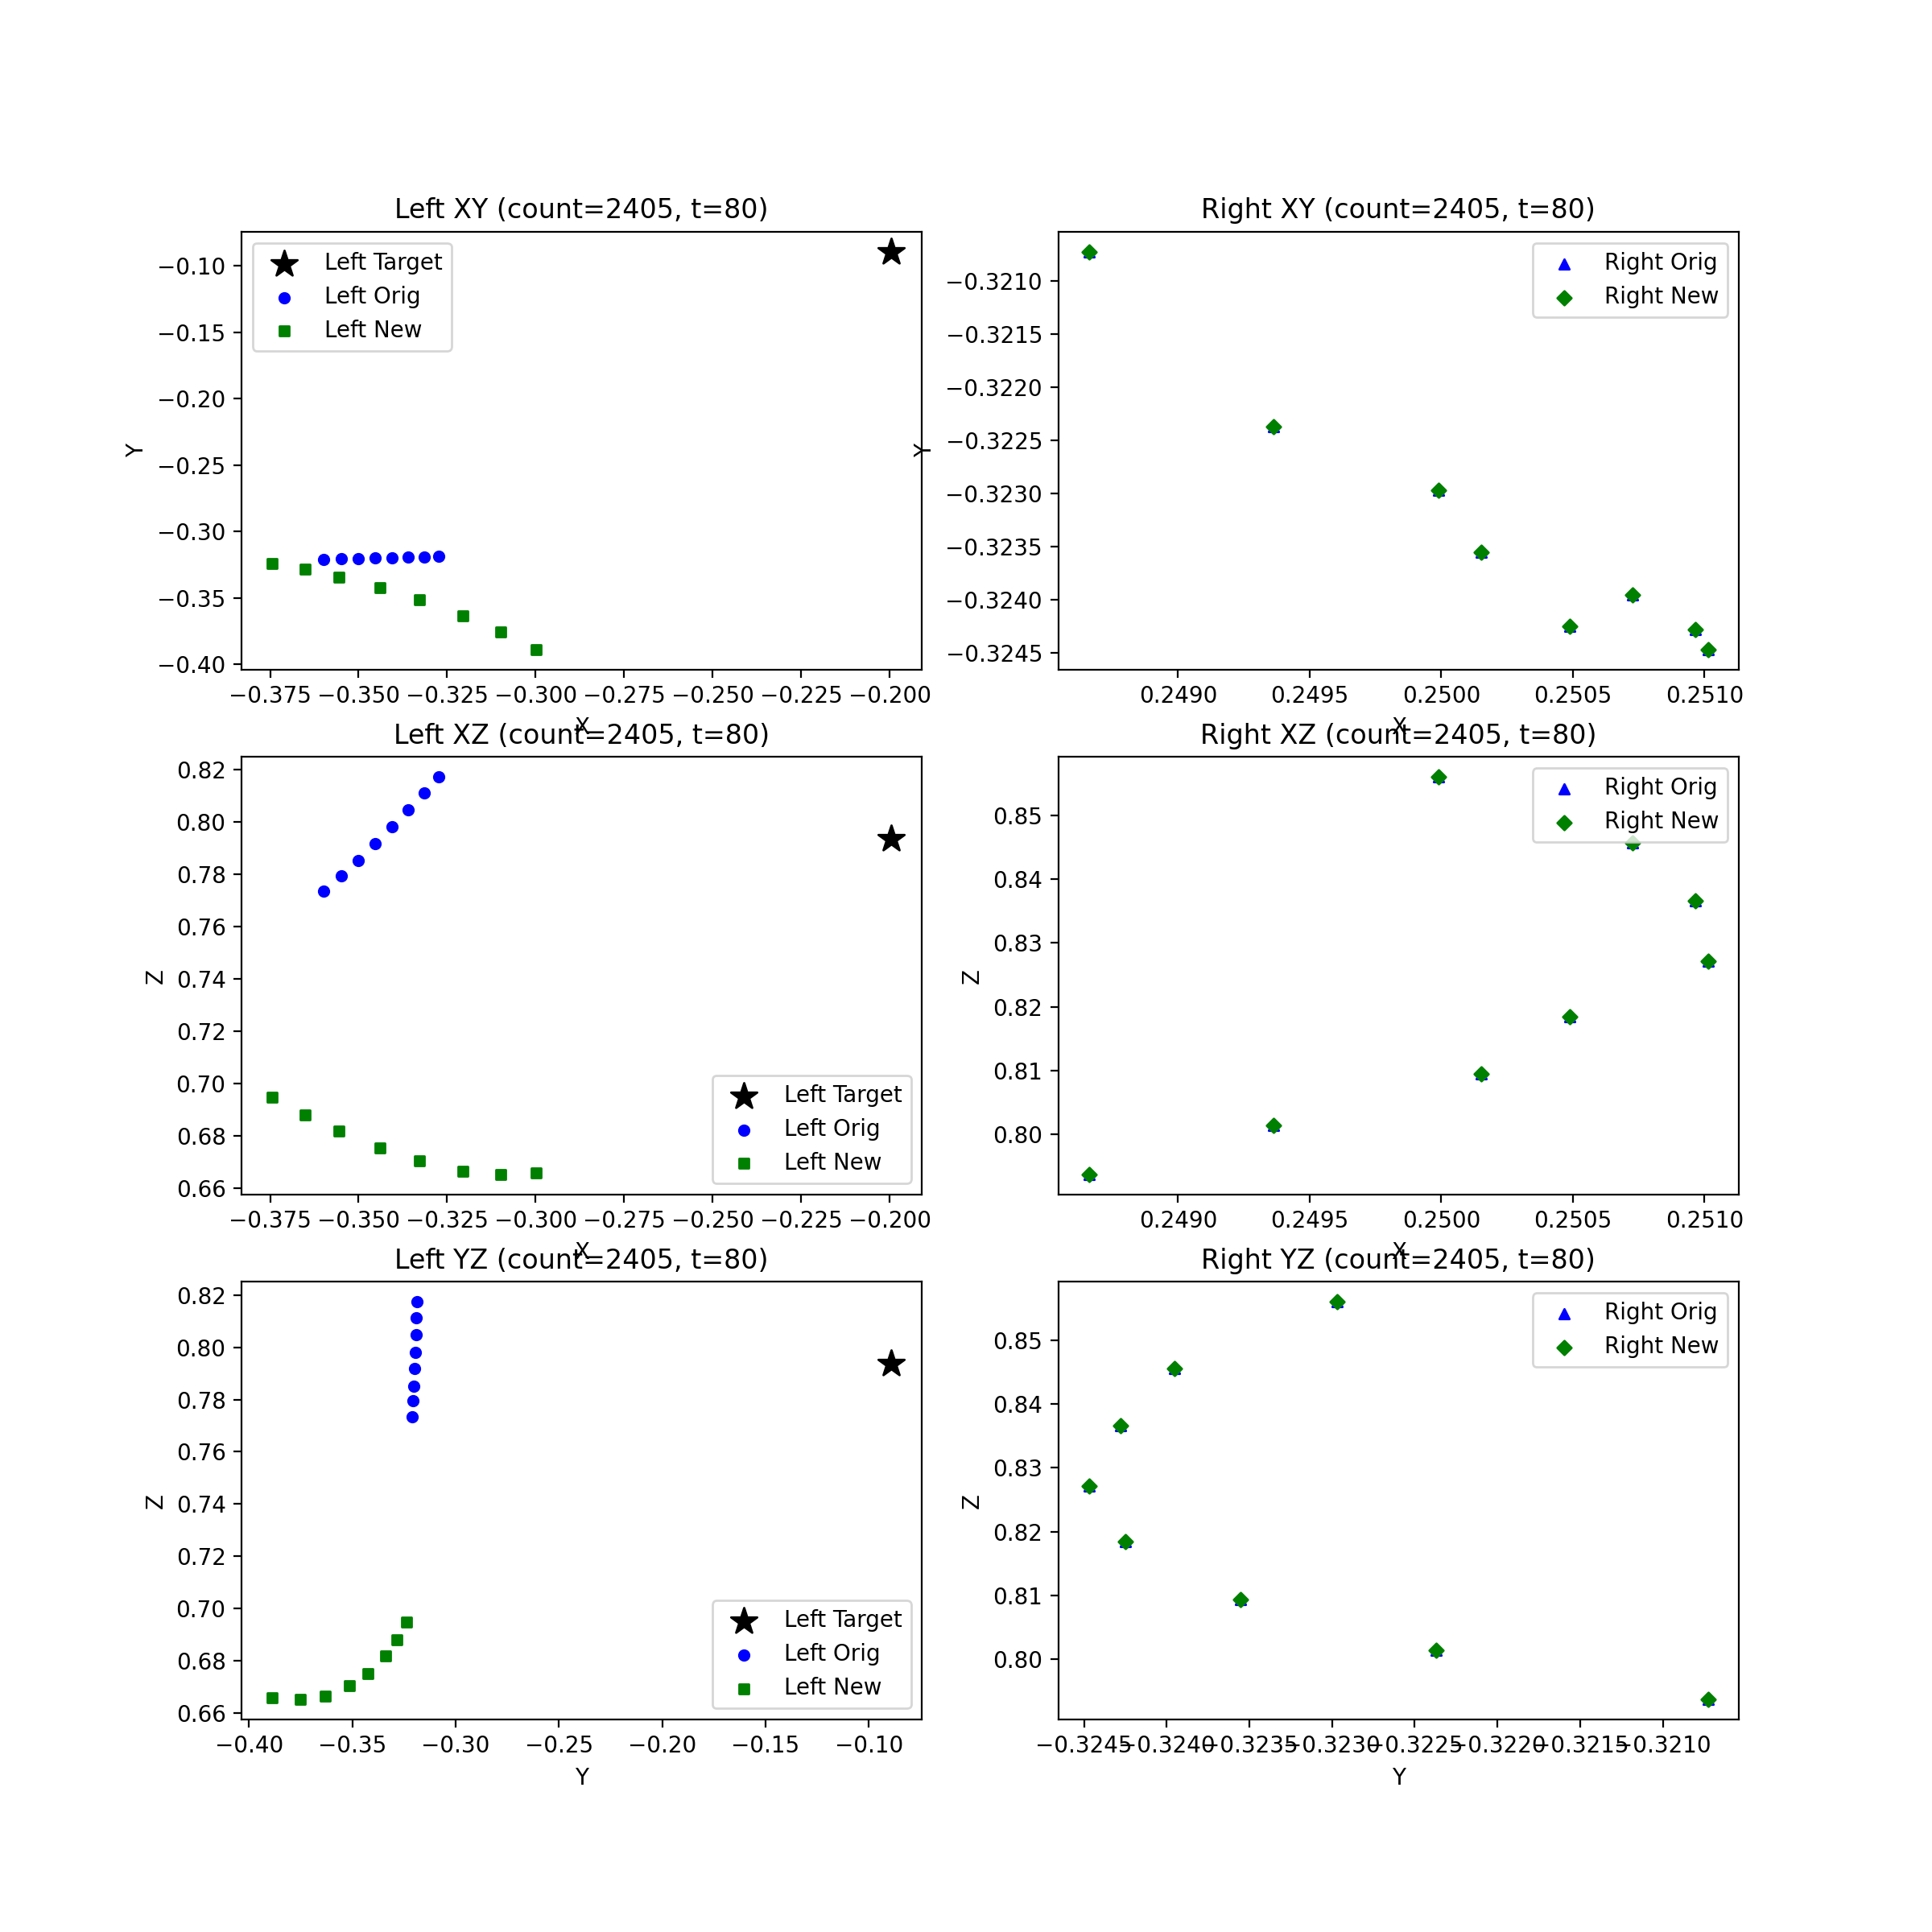 Left XY (count=2405, t=80)
Left Target
Left Orig
Left New
−0.10
−0.15
−0.20
−0.25
−0.30
−0.35
−0.40
Y
−0.375 −0.350 −0.325 −0.300 −0.275 −0.250 −0.225 −0.200
X
Right XY (count=2405, t=80)
Right Orig
Right New
−0.3210
−0.3215
−0.3220
−0.3225
−0.3230
−0.3235
−0.3240
−0.3245
Y
0.2490 0.2495 0.2500 0.2505 0.2510
X
Left XZ (count=2405, t=80)
0.82
0.80
0.78
0.76
0.74
0.72
0.70
0.68
0.66
Z
Left Target
Left Orig
Left New
−0.375 −0.350 −0.325 −0.300 −0.275 −0.250 −0.225 −0.200
X
Right XZ (count=2405, t=80)
Right Orig
Right New
0.85
0.84
0.83
0.82
0.81
0.80
Z
0.2490 0.2495 0.2500 0.2505 0.2510
X
Left YZ (count=2405, t=80)
0.82
0.80
0.78
0.76
0.74
0.72
0.70
0.68
0.66
Z
Left Target
Left Orig
Left New
−0.40 −0.35 −0.30 −0.25 −0.20 −0.15 −0.10
Y
Right YZ (count=2405, t=80)
Right Orig
Right New
0.85
0.84
0.83
0.82
0.81
0.80
Z
−0.3245 −0.3240 −0.3235 −0.3230 −0.3225 −0.3220 −0.3215 −0.3210
Y